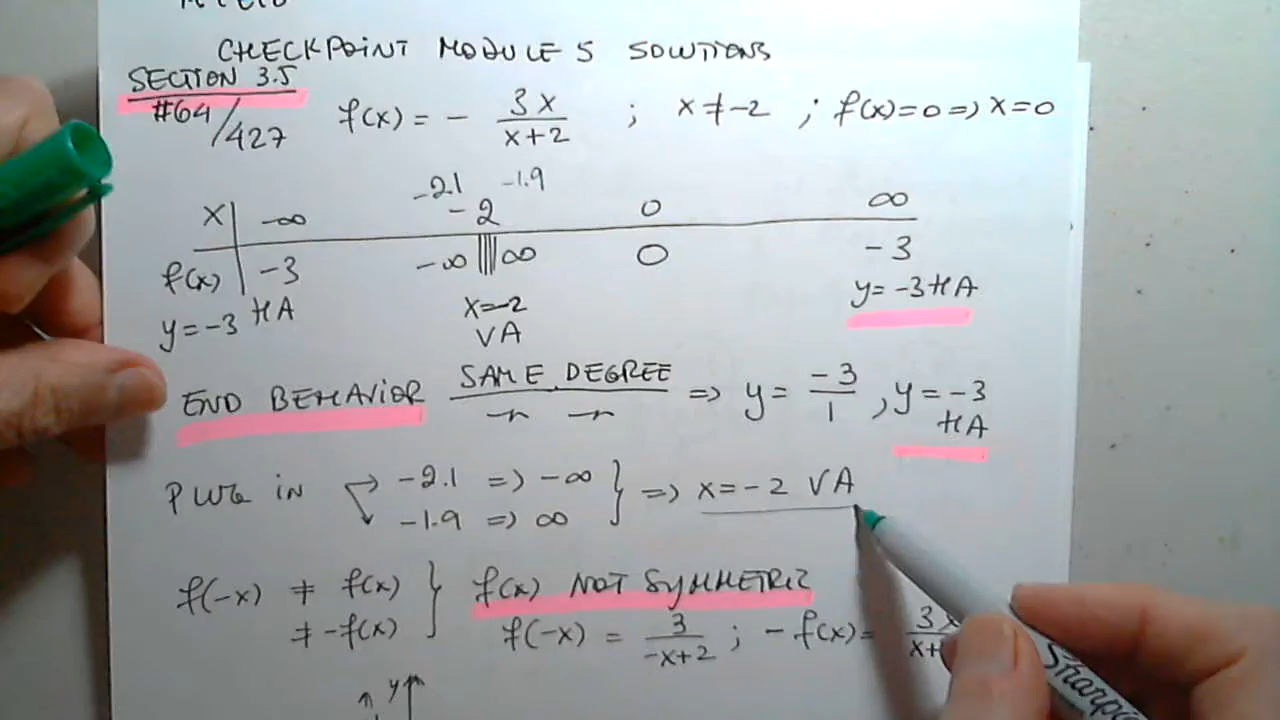 CHECKPOINT MODULE 5 SOLUTIONS
SECTION 3.5
#64/427 f(x) = - 3x/(x+2) ; x ≠ -2 ; f(x)=0 => x=0
-2.1 -1.9
x | -∞ -2 0 ∞
f(x) | -3 -∞ |||| ∞ 0 -3
y=-3 HA x=-2 VA y=-3 HA
END BEHAVIOR SAME DEGREE => y = -3/1 , y=-3 HA
PLUG in -2.1 => -∞
-1.9 => ∞ } => x=-2 VA
f(-x) ≠ f(x)
≠ -f(x) } f(x) NOT SYMMETRIC
f(-x) = 3/(-x+2) ; -f(x)= 3x/x+
y
Sharpie